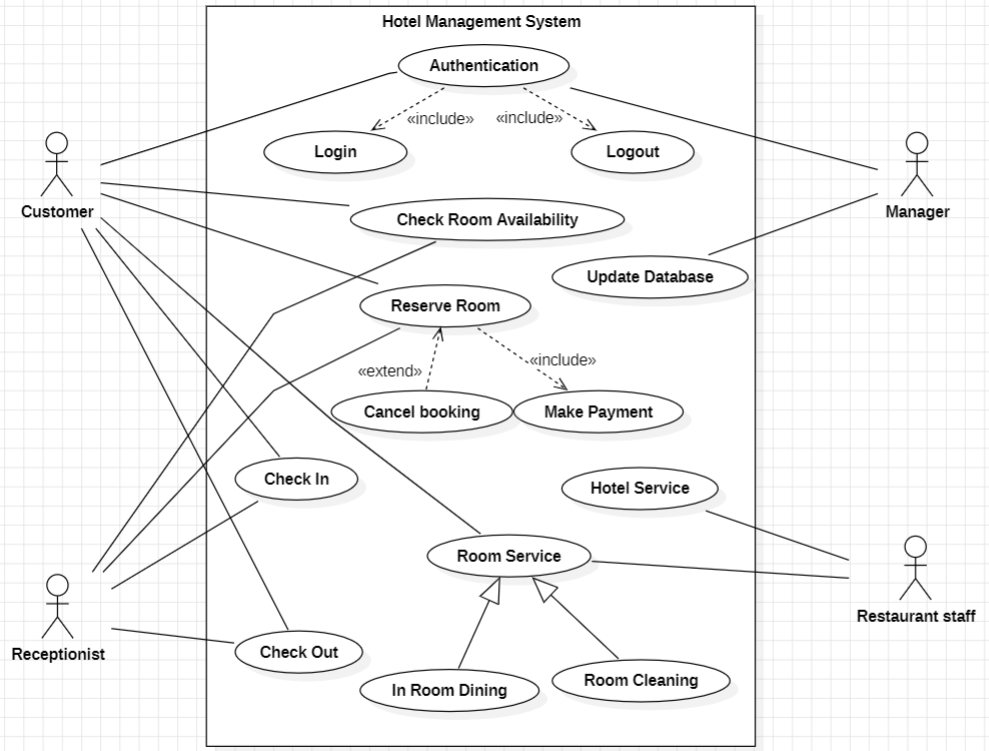 Hotel Management System
Authentication
«include»
«include»
Login
Logout
Customer
Manager
Check Room Availability
Update Database
Reserve Room
«include»
«extend»
Cancel booking
Make Payment
Check In
Hotel Service
Room Service
Restaurant staff
Receptionist
Check Out
In Room Dining
Room Cleaning